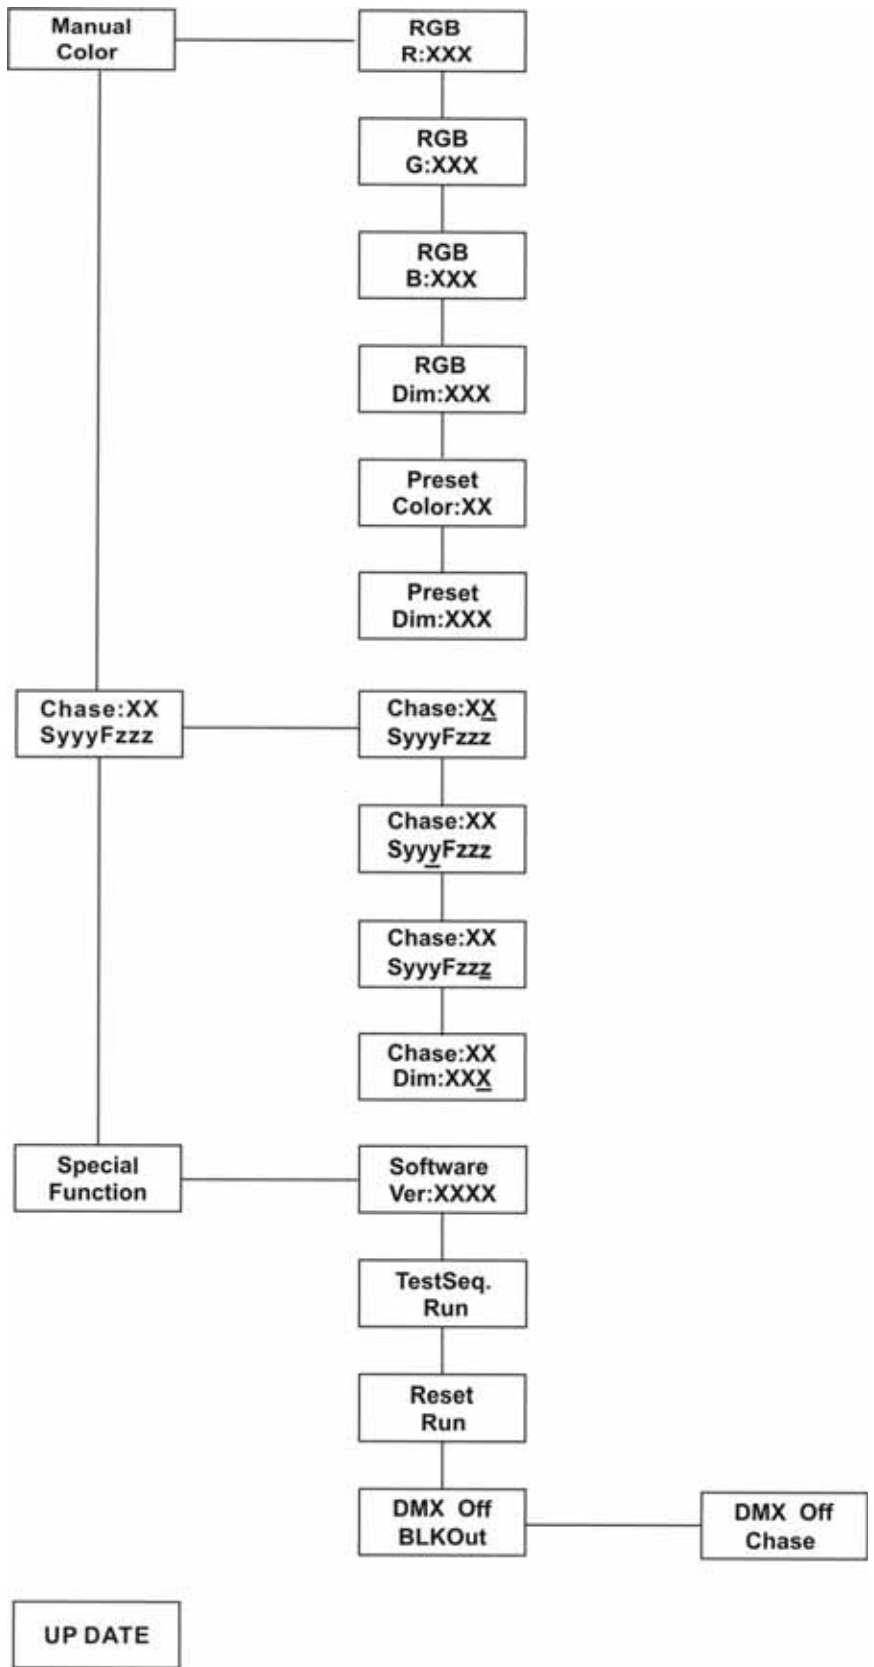 Manual
Color
RGB
R:XXX
RGB
G:XXX
RGB
B:XXX
RGB
Dim:XXX
Preset
Color:XX
Preset
Dim:XXX
Chase:XX
SyyyFzzz
Chase:XX
SyyyFzzz
Chase:XX
SyyyFzzz
Chase:XX
SyyyFzzz
Chase:XX
Dim:XXX
Special
Function
Software
Ver:XXXX
TestSeq.
Run
Reset
Run
DMX Off
BLKOut
DMX Off
Chase
UP DATE